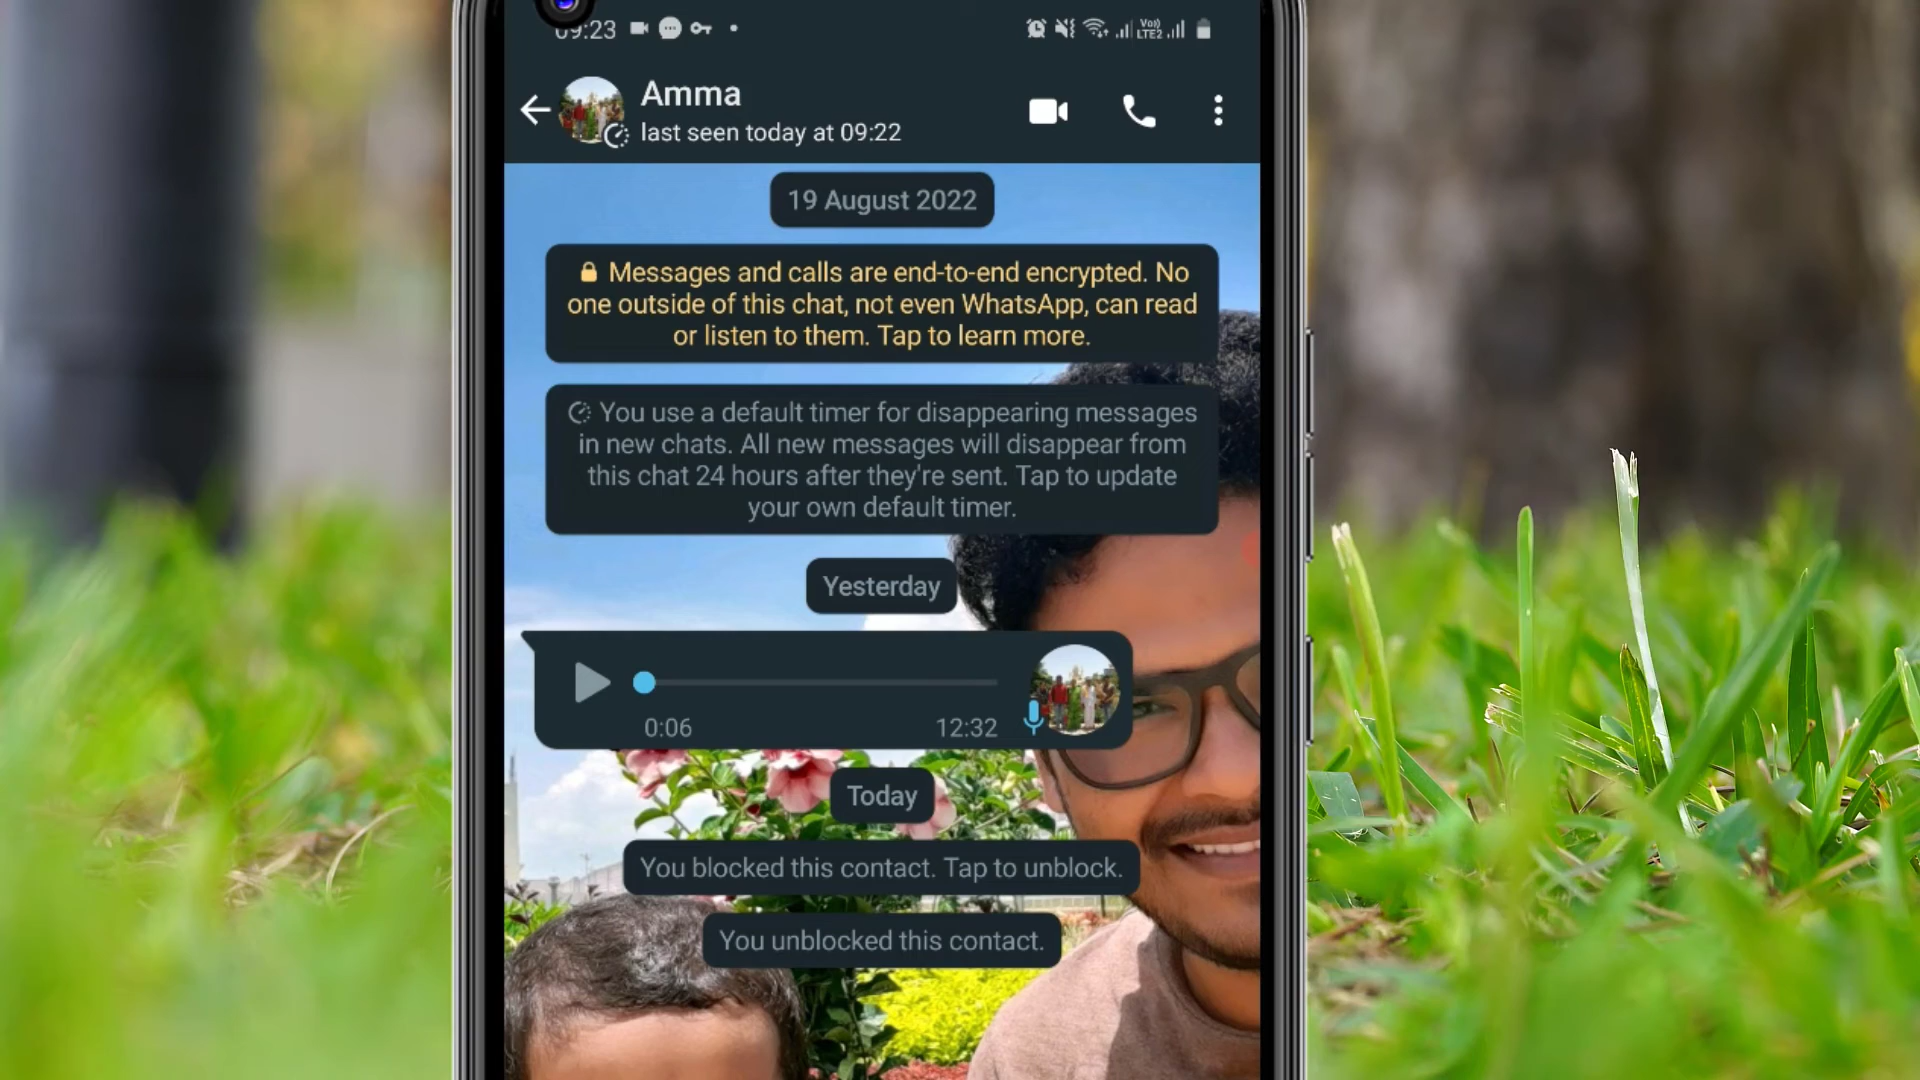 09:23
Vo))
LTE2
Amma
last seen today at 09:22
19 August 2022
Messages and calls are end-to-end encrypted. No
one outside of this chat, not even WhatsApp, can read
or listen to them. Tap to learn more.
You use a default timer for disappearing messages
in new chats. All new messages will disappear from
this chat 24 hours after they're sent. Tap to update
your own default timer.
Yesterday
0:06 12:32
Today
You blocked this contact. Tap to unblock.
You unblocked this contact.